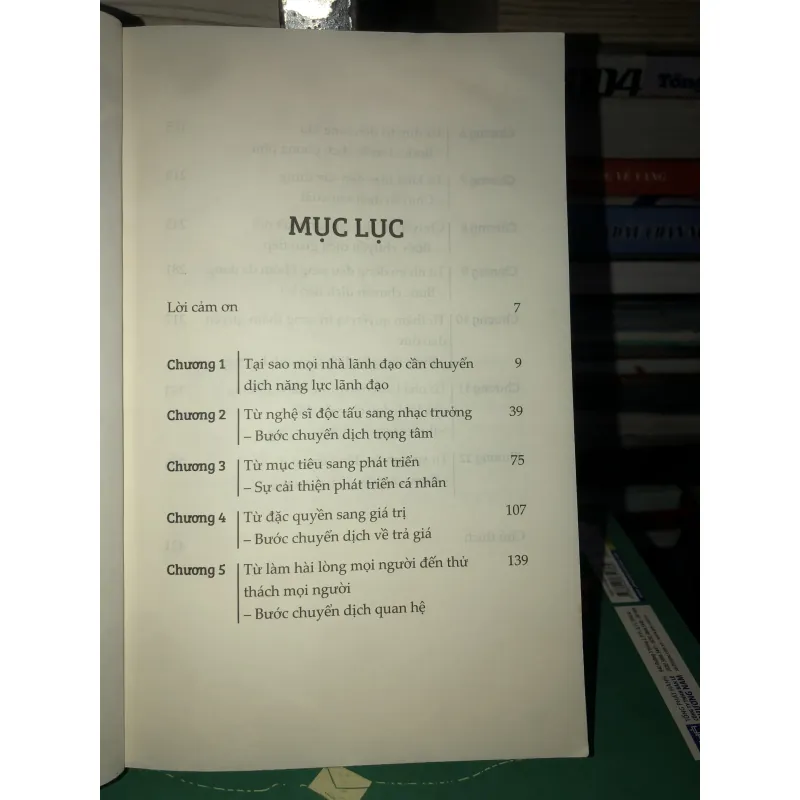 MỤC LỤC
Lời cảm ơn 7
Chương 1 Tại sao mọi nhà lãnh đạo cần chuyển 9
dịch năng lực lãnh đạo
Chương 2 Từ nghệ sĩ độc tấu sang nhạc trưởng 39
– Bước chuyển dịch trọng tâm
Chương 3 Từ mục tiêu sang phát triển 75
– Sự cải thiện phát triển cá nhân
Chương 4 Từ đặc quyền sang giá trị 107
– Bước chuyển dịch về trả giá
Chương 5 Từ làm hài lòng mọi người đến thử 139
thách mọi người
– Bước chuyển dịch quan hệ